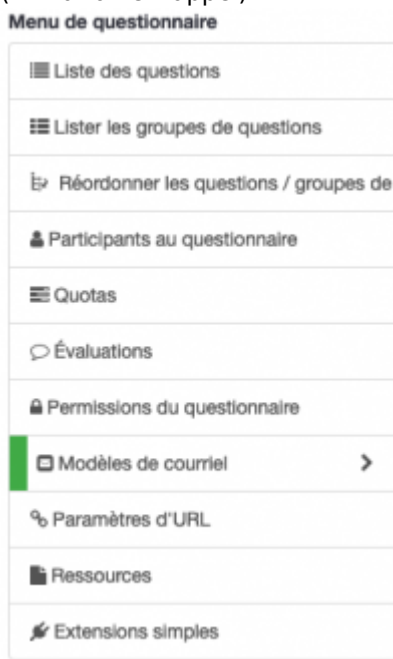 Menu de questionnaire
Liste des questions
Lister les groupes de questions
Réordonner les questions / groupes de
Participants au questionnaire
Quotas
Évaluations
Permissions du questionnaire
Modèles de courriel
Paramètres d'URL
Ressources
Extensions simples